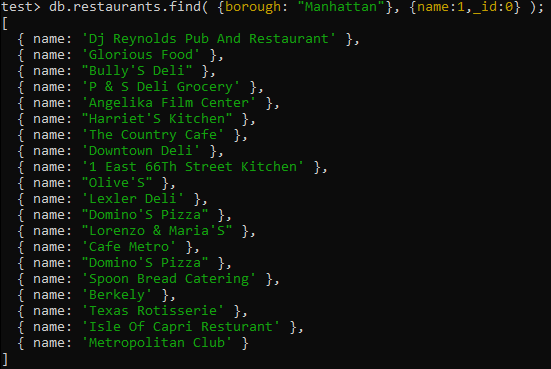 test> db.restaurants.find( {borough: "Manhattan"}, {name:1,_id:0} );
[
  { name: 'Dj Reynolds Pub And Restaurant' },
  { name: 'Glorious Food' },
  { name: "Bully'S Deli" },
  { name: 'P & S Deli Grocery' },
  { name: 'Angelika Film Center' },
  { name: "Harriet'S Kitchen" },
  { name: 'The Country Cafe' },
  { name: 'Downtown Deli' },
  { name: '1 East 66Th Street Kitchen' },
  { name: "Olive'S" },
  { name: 'Lexler Deli' },
  { name: "Domino'S Pizza" },
  { name: "Lorenzo & Maria'S" },
  { name: 'Cafe Metro' },
  { name: "Domino'S Pizza" },
  { name: 'Spoon Bread Catering' },
  { name: 'Berkely' },
  { name: 'Texas Rotisserie' },
  { name: 'Isle Of Capri Resturant' },
  { name: 'Metropolitan Club' }
]